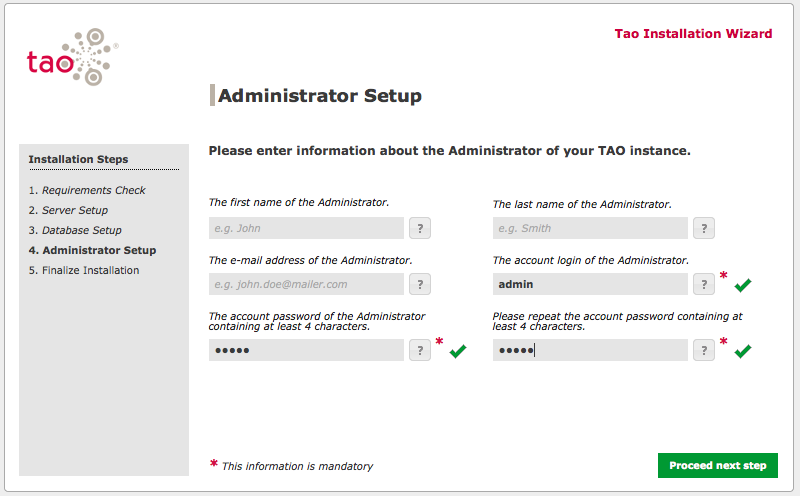 tao
®
Tao Installation Wizard
Administrator Setup
Installation Steps
1. Requirements Check
2. Server Setup
3. Database Setup
4. Administrator Setup
5. Finalize Installation
Please enter information about the Administrator of your TAO instance.
The first name of the Administrator.
e.g. John
?
The last name of the Administrator.
e.g. Smith
?
The e-mail address of the Administrator.
e.g. john.doe@mailer.com
?
The account login of the Administrator.
admin
?
*
The account password of the Administrator
containing at least 4 characters.
•••••
?
*
Please repeat the account password containing at
least 4 characters.
•••••
?
*
* This information is mandatory
Proceed next step